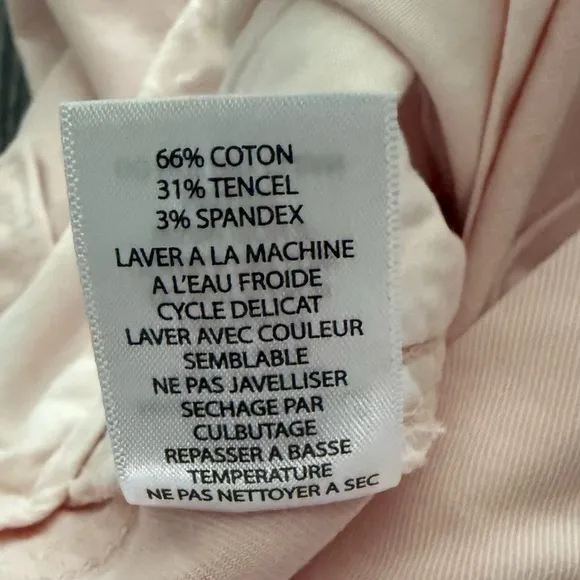 66% COTON
31% TENCEL
3% SPANDEX
LAVER A LA MACHINE
A L'EAU FROIDE
CYCLE DELICAT
LAVER AVEC COULEUR
SEMBLABLE
NE PAS JAVELLISER
SECHAGE PAR
CULBUTAGE
REPASSER A BASSE
TEMPERATURE
NE PAS NETTOYER A SEC